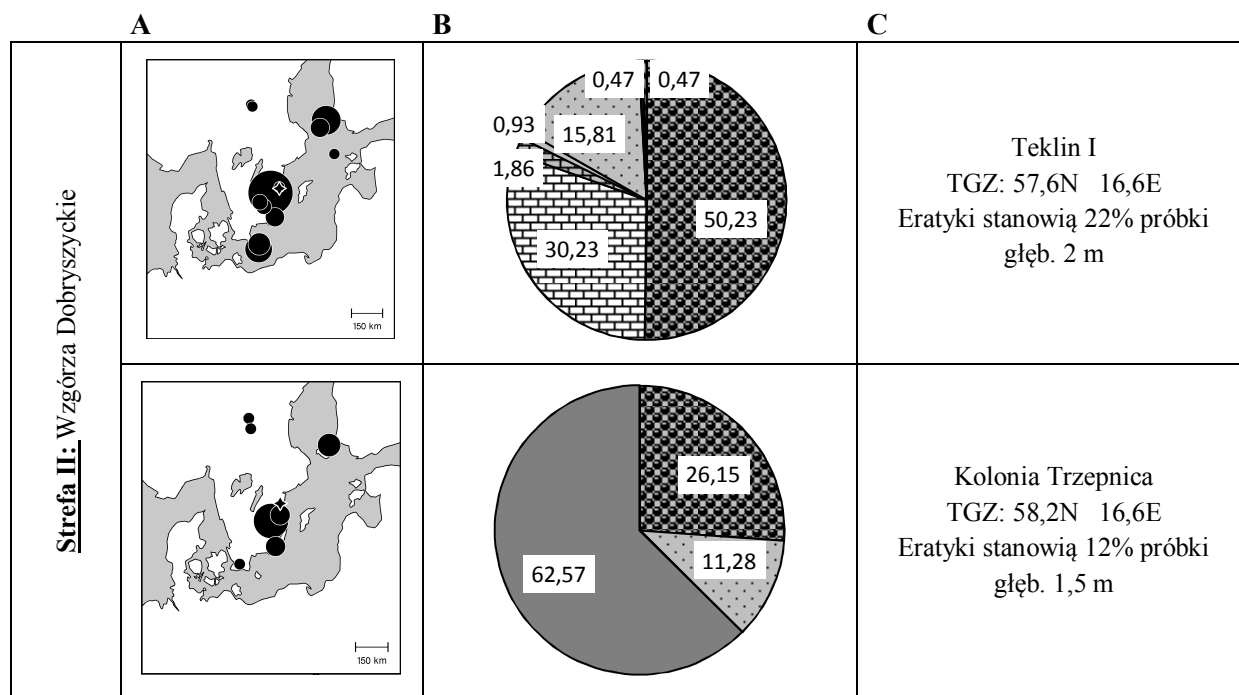 A
B
C
Strefa II: Wzgórza Dobryszyckie
150 km
0,47
0,47
0,93
15,81
1,86
50,23
30,23
Teklin I
TGZ: 57,6N 16,6E
Eratyki stanowią 22% próbki
głęb. 2 m
150 km
26,15
11,28
62,57
Kolonia Trzepnica
TGZ: 58,2N 16,6E
Eratyki stanowią 12% próbki
głęb. 1,5 m